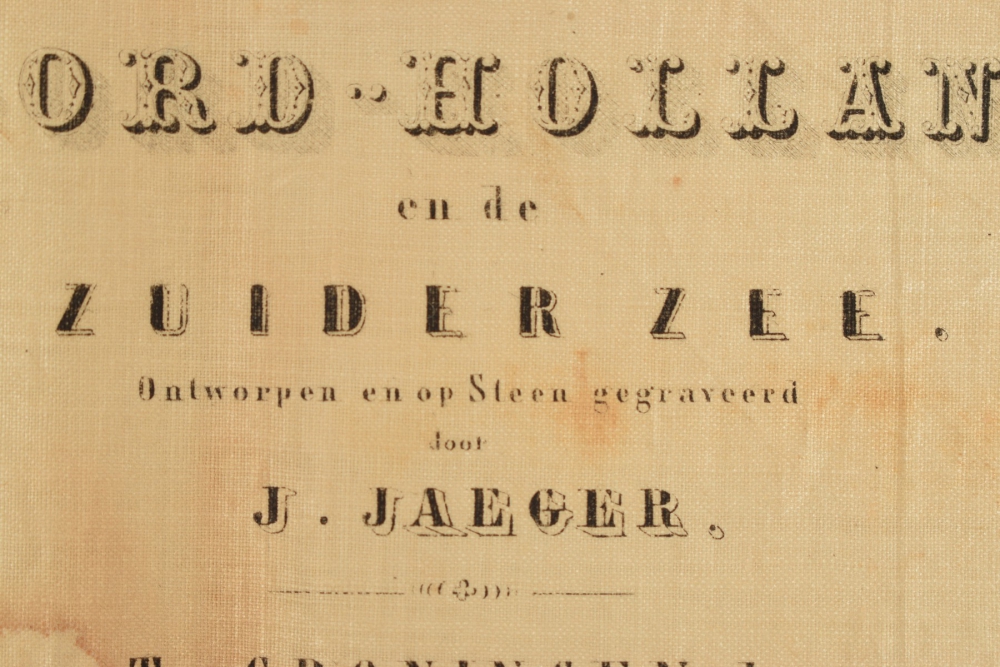 ORD-HOLLAN
en de
ZUIDER ZEE.
Ontworpen en op Steen gegraveerd
door
J. JAEGER.